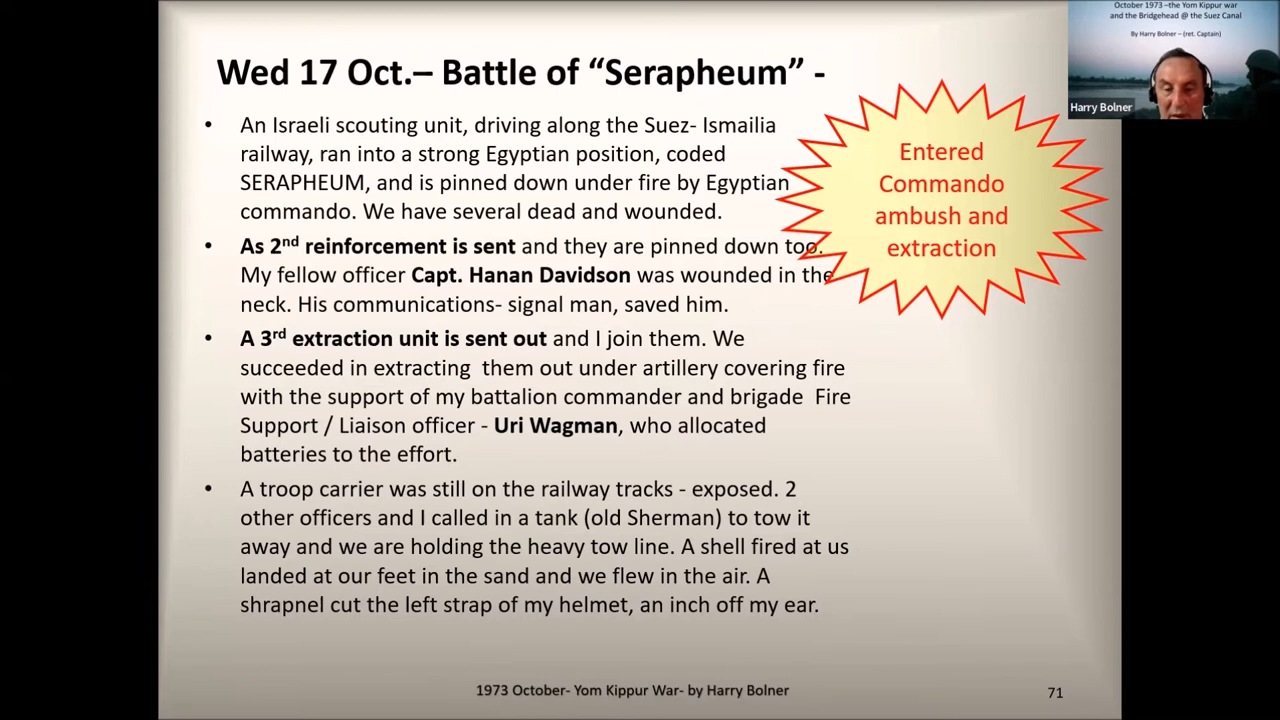 October 1973 –the Yom Kippur war
and the Bridgehead @ the Suez Canal
By Harry Bolner – (ret. Captain)
Harry Bolner
Wed 17 Oct.– Battle of “Serapheum” -
• An Israeli scouting unit, driving along the Suez- Ismailia
railway, ran into a strong Egyptian position, coded
SERAPHEUM, and is pinned down under fire by Egyptian
commando. We have several dead and wounded.
• As 2nd reinforcement is sent and they are pinned down too.
My fellow officer Capt. Hanan Davidson was wounded in the
neck. His communications- signal man, saved him.
• A 3rd extraction unit is sent out and I join them. We
succeeded in extracting them out under artillery covering fire
with the support of my battalion commander and brigade Fire
Support / Liaison officer - Uri Wagman, who allocated
batteries to the effort.
• A troop carrier was still on the railway tracks - exposed. 2
other officers and I called in a tank (old Sherman) to tow it
away and we are holding the heavy tow line. A shell fired at us
landed at our feet in the sand and we flew in the air. A
shrapnel cut the left strap of my helmet, an inch off my ear.
Entered
Commando
ambush and
extraction
1973 October- Yom Kippur War- by Harry Bolner
71